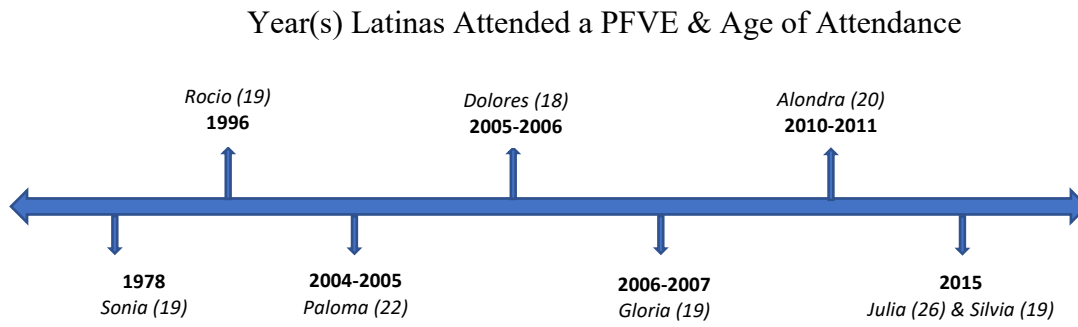 Year(s) Latinas Attended a PFVE & Age of Attendance
Rocio (19)
1996
Dolores (18)
2005-2006
Alondra (20)
2010-2011
1978
Sonia (19)
2004-2005
Paloma (22)
2006-2007
Gloria (19)
2015
Julia (26) & Silvia (19)